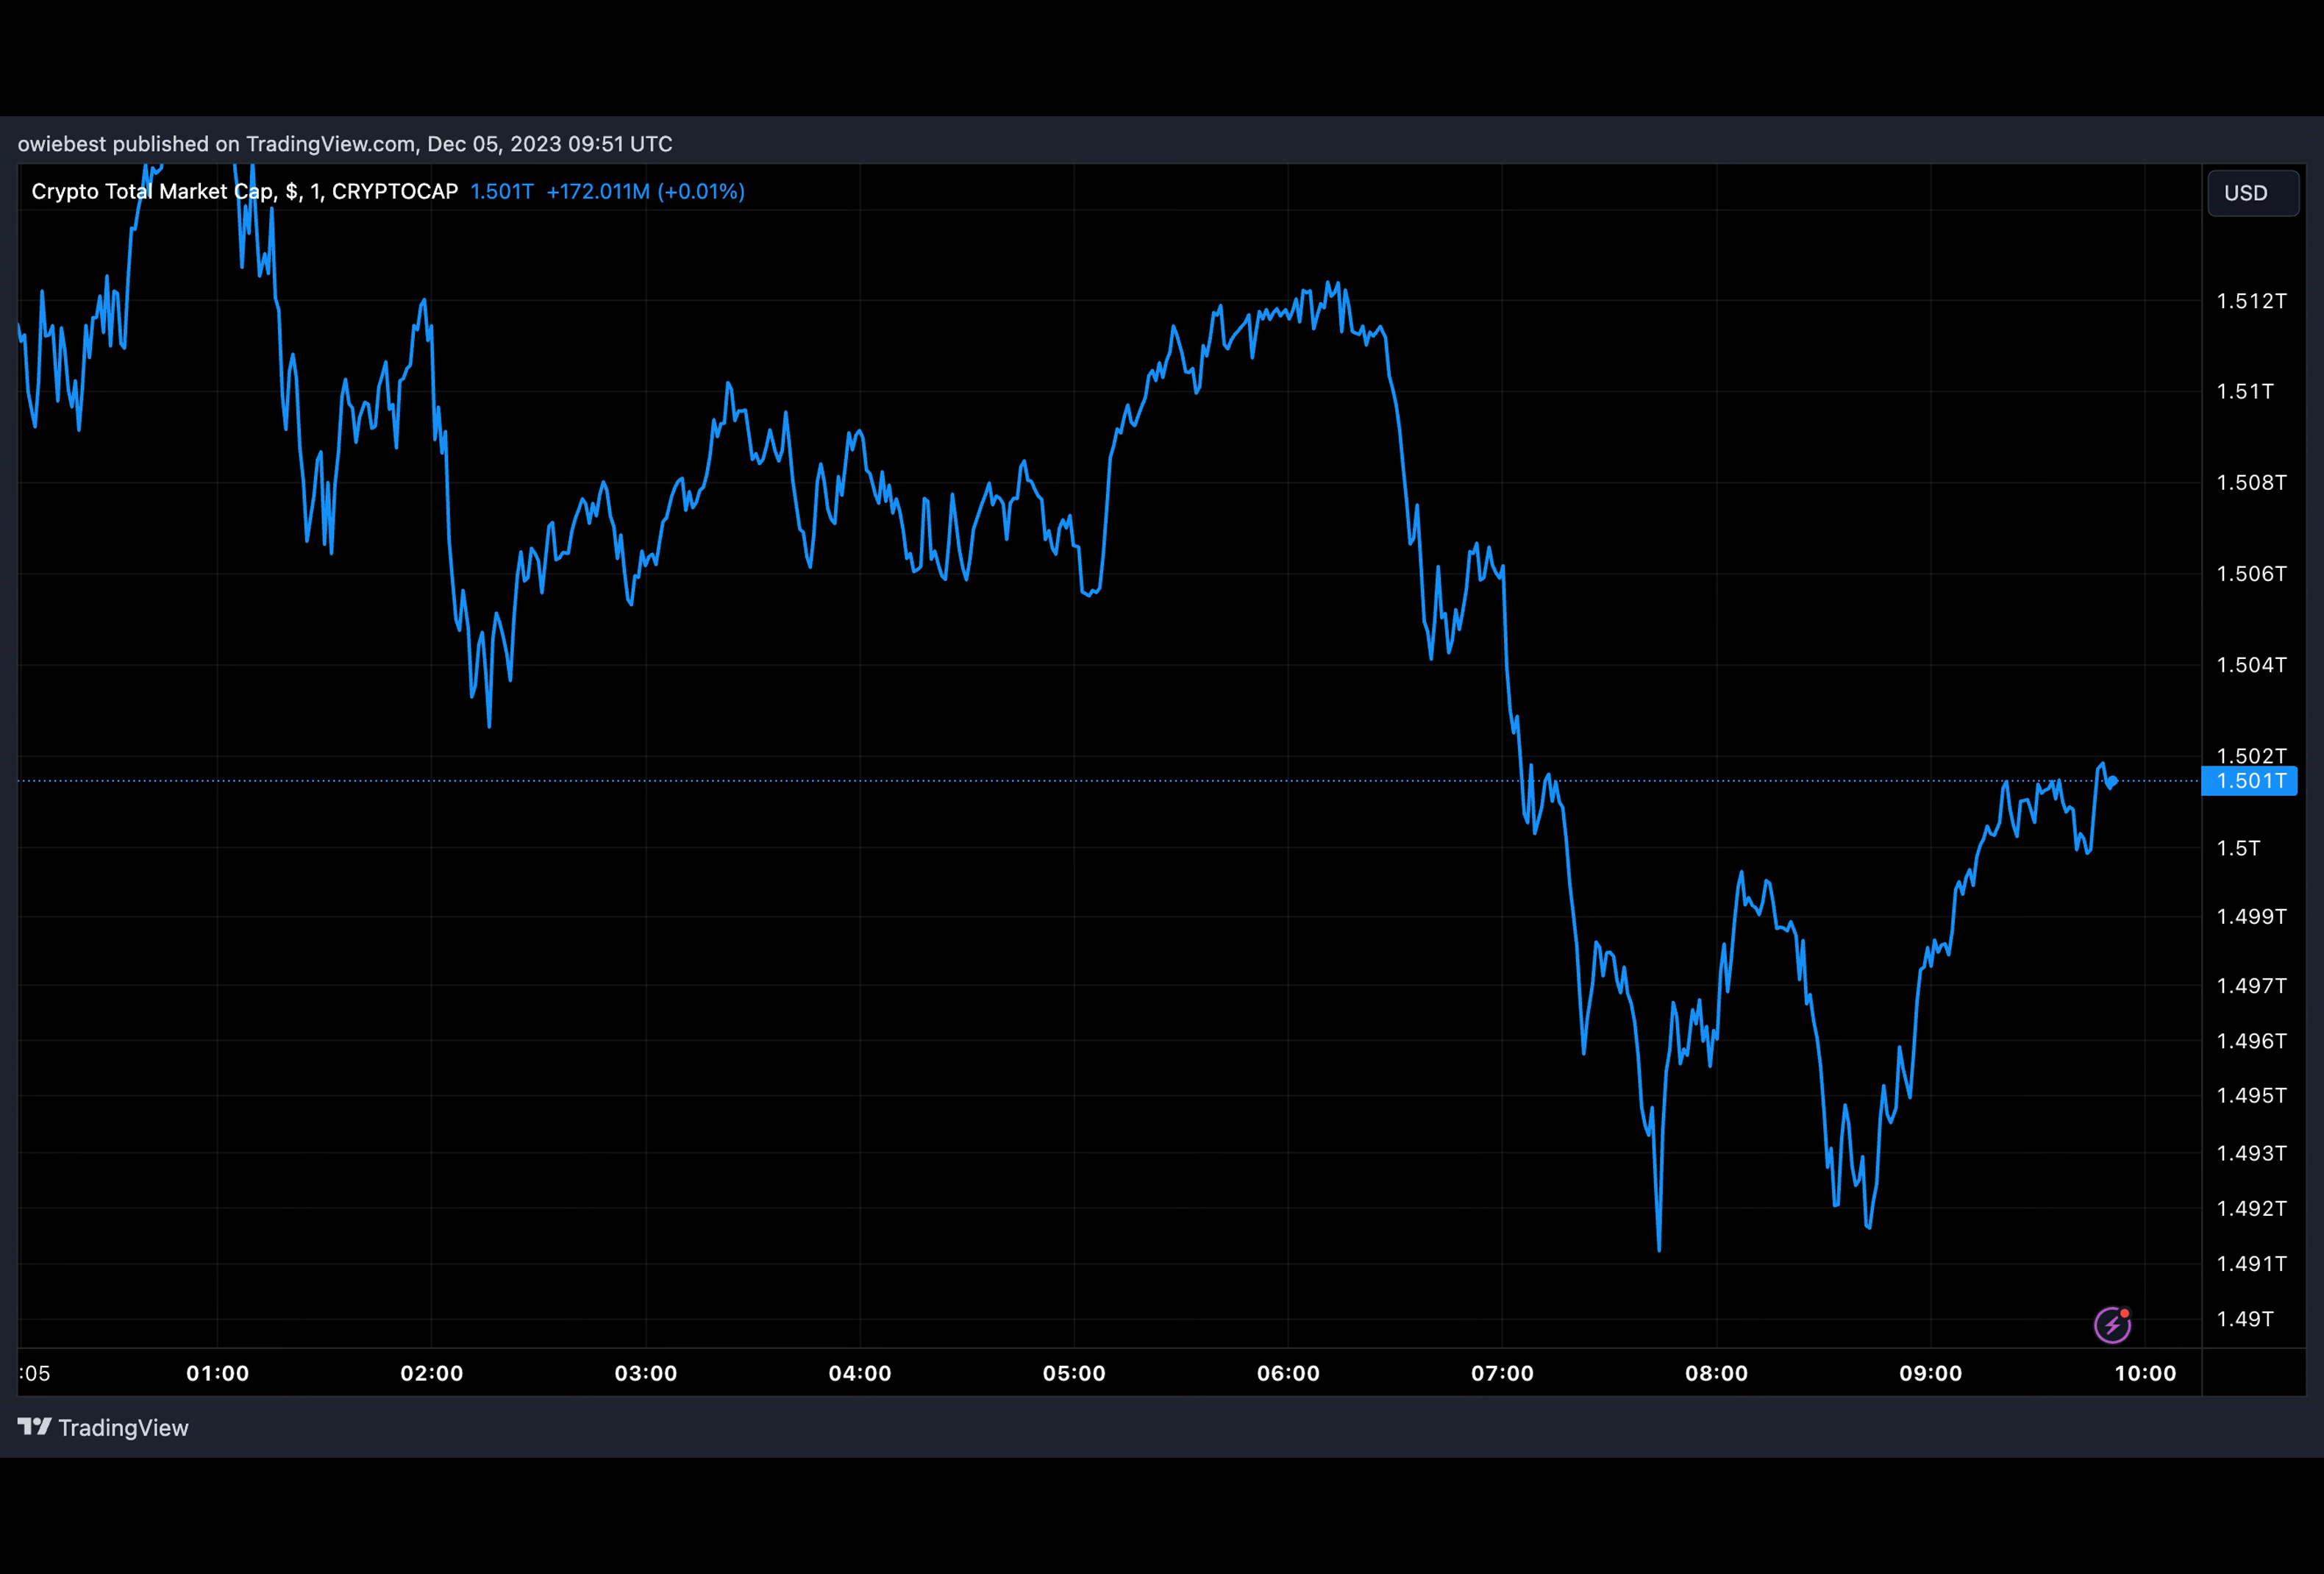 owiebest published on TradingView.com, Dec 05, 2023 09:51 UTC
Crypto Total Market Cap, $, 1, CRYPTOCAP 1.501T +172.011M (+0.01%)
USD
1.512T
1.51T
1.508T
1.506T
1.504T
1.502T
1.501T
1.5T
1.499T
1.497T
1.496T
1.495T
1.493T
1.492T
1.491T
1.49T
:05 01:00 02:00 03:00 04:00 05:00 06:00 07:00 08:00 09:00 10:00
TradingView